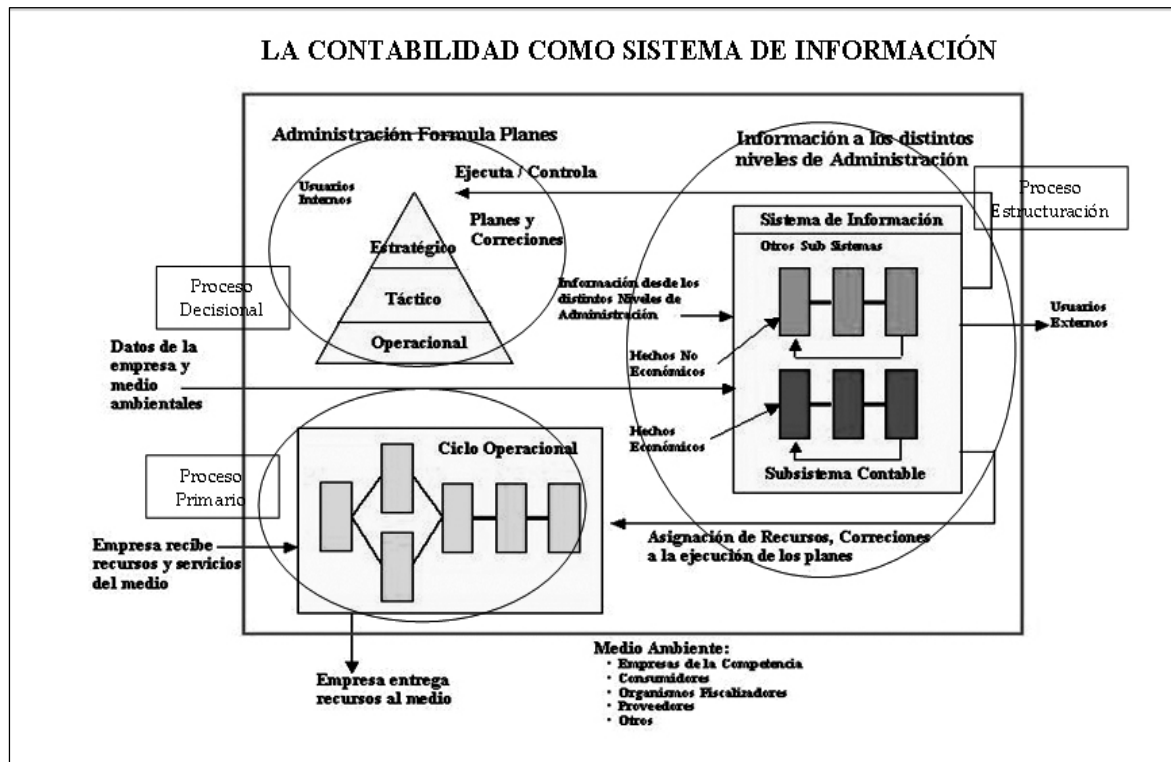 LA CONTABILIDAD COMO SISTEMA DE INFORMACIÓN
Administración Formula Planes
Usuarios
Internos
Ejecuta / Controla
Planes y
Correciones
Estratégico
Táctico
Operacional
Proceso
Decisional
Información a los distintos
niveles de Administración
Proceso
Estructuración
Sistema de Información
Otros Sub Sistemas
Información desde los
distintos Niveles de
Administración
Hechos No
Económicos
Hechos
Económicos
Subsistema Contable
Usuarios
Externos
Datos de la
empresa y
medio
ambientales
Ciclo Operacional
Proceso
Primario
Empresa recibe
recursos y servicios
del medio
Asignación de Recursos, Correciones
a la ejecución de los planes
Empresa entrega
recursos al medio
Medio Ambiente:
· Empresas de la Competencia
· Consumidores
· Organismos Fiscalizadores
· Proveedores
· Otros